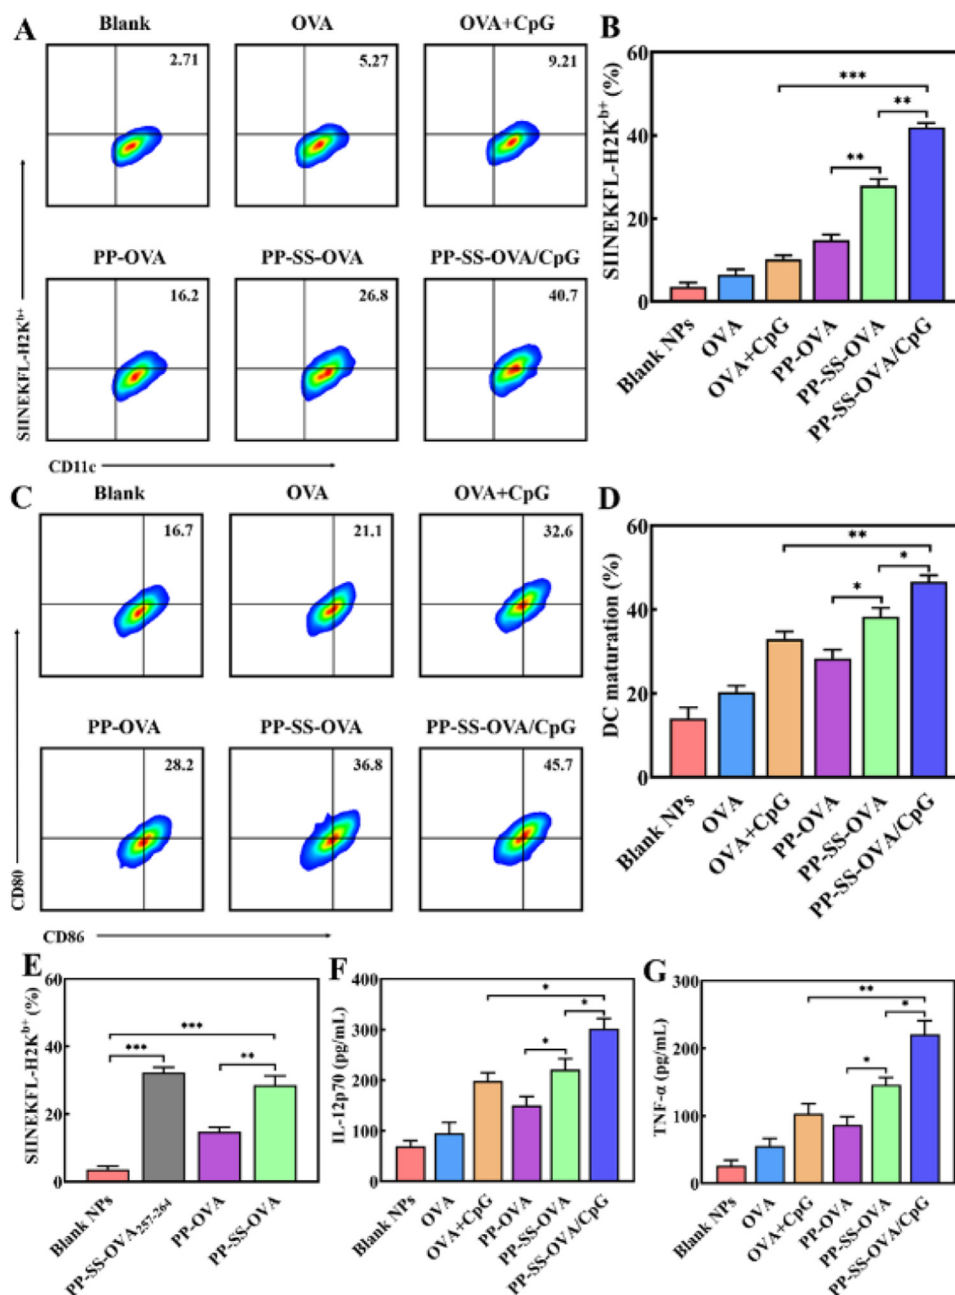 A
Blank
OVA
OVA+CpG
2.71
5.27
9.21
PP-OVA
PP-SS-OVA
PP-SS-OVA/CpG
16.2
26.8
40.7
SIINEKFL-H2Kᵇ⁺
CD11c
B
SIINEKFL-H2Kᵇ⁺ (%)
60
40
20
0
***
**
**
Blank NPs
OVA
OVA+CpG
PP-OVA
PP-SS-OVA
PP-SS-OVA/CpG
C
Blank
OVA
OVA+CpG
16.7
21.1
32.6
PP-OVA
PP-SS-OVA
PP-SS-OVA/CpG
28.2
36.8
45.7
CD80
CD86
D
DC maturation (%)
60
40
20
0
**
*
*
Blank NPs
OVA
OVA+CpG
PP-OVA
PP-SS-OVA
PP-SS-OVA/CpG
E
SIINEKFL-H2Kᵇ⁺ (%)
60
40
20
0
***
***
**
Blank NPs
PP-SS-OVA₂₅₇₋₂₆₄
PP-OVA
PP-SS-OVA
F
IL-12p70 (pg/mL)
400
300
200
100
0
*
*
*
Blank NPs
OVA
OVA+CpG
PP-OVA
PP-SS-OVA
PP-SS-OVA/CpG
G
TNF-α (pg/mL)
300
200
100
0
**
*
*
Blank NPs
OVA
OVA+CpG
PP-OVA
PP-SS-OVA
PP-SS-OVA/CpG